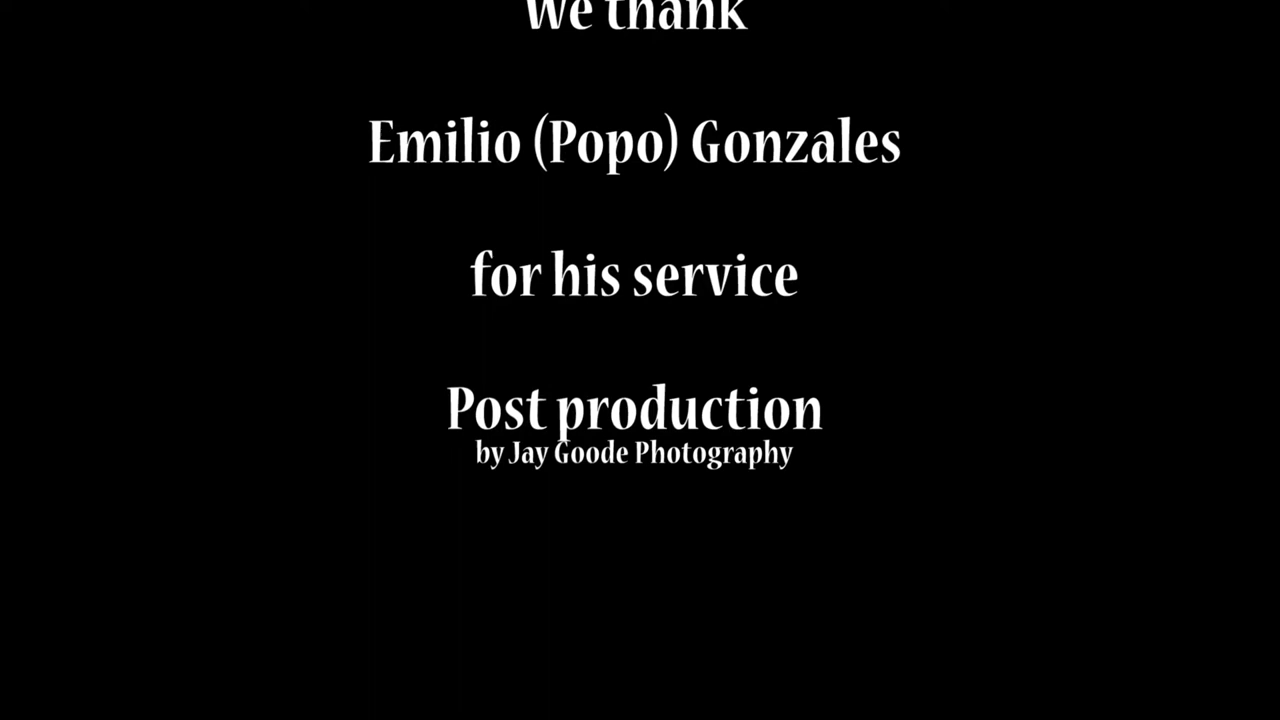 We thank
Emilio (Popo) Gonzales
for his service
Post production
by Jay Goode Photography